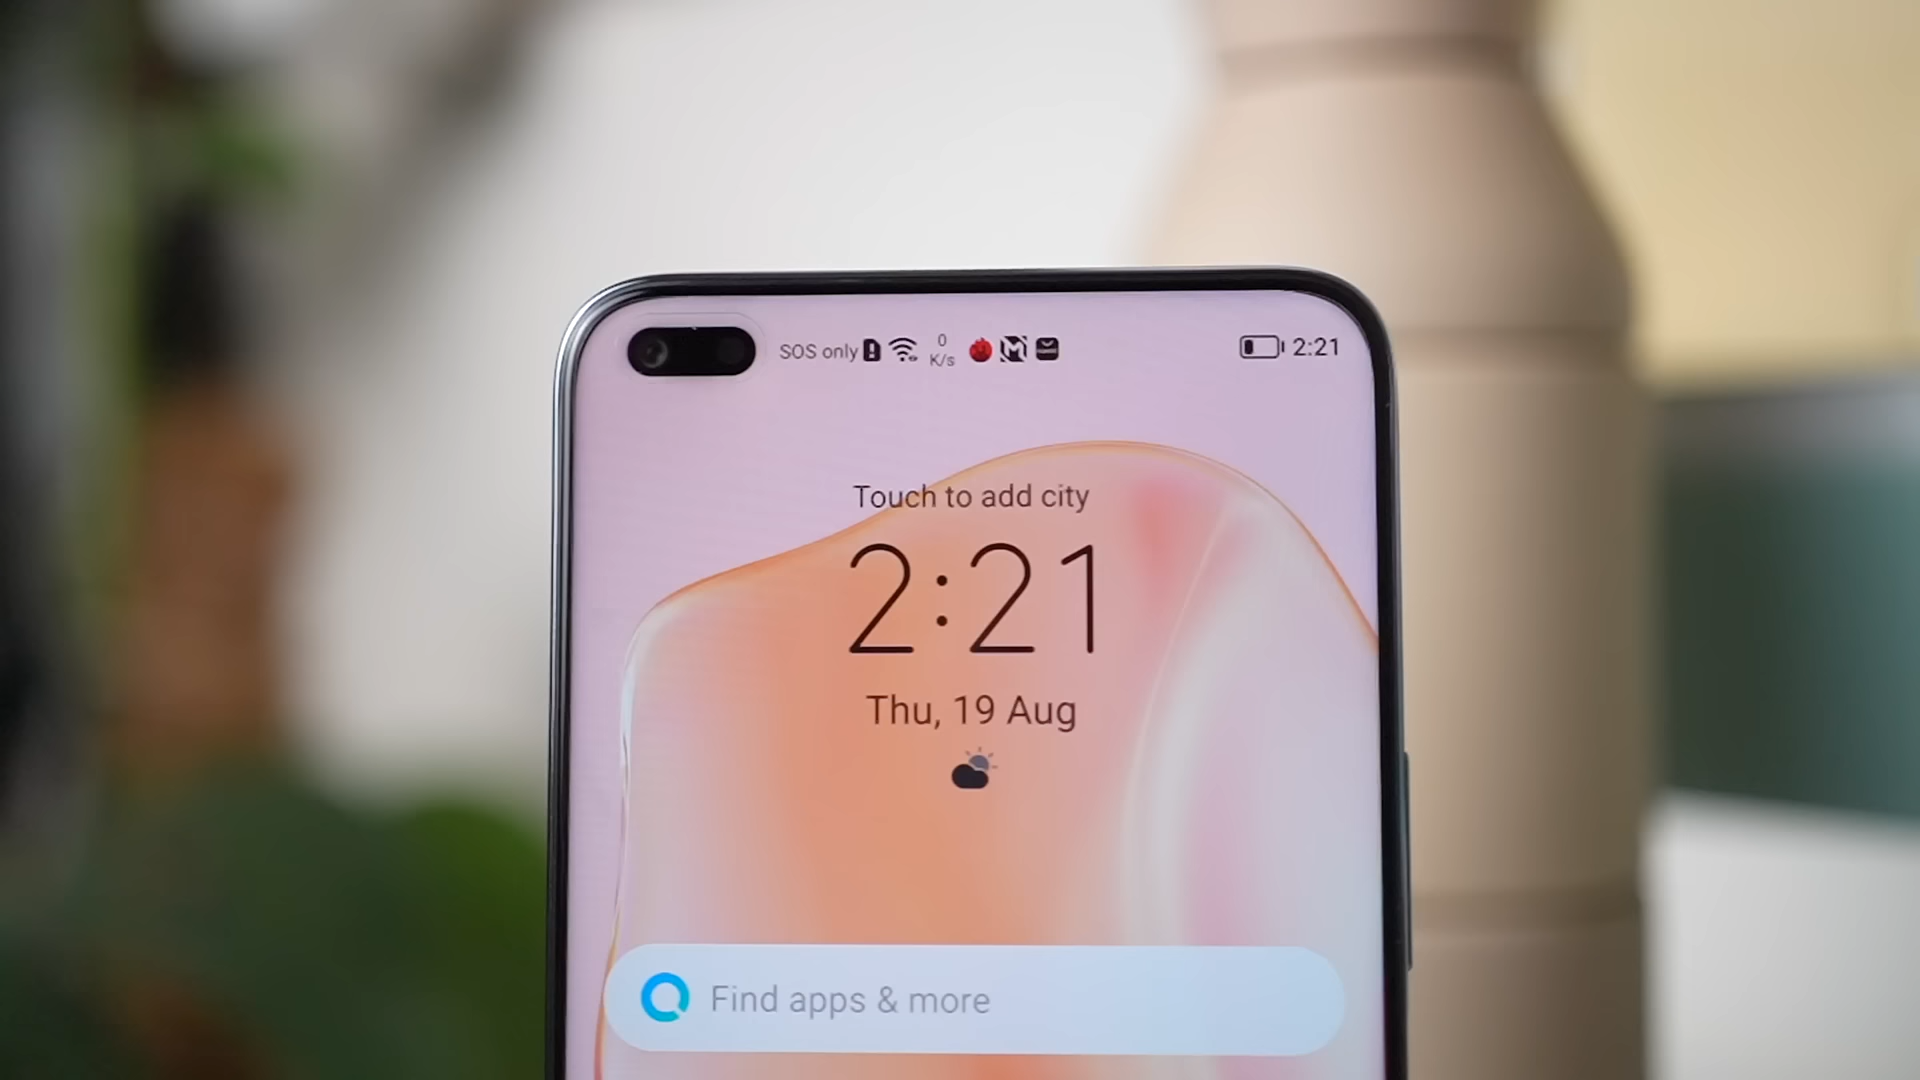 SOS only 0 K/s 2:21
Touch to add city
2:21
Thu, 19 Aug
Find apps & more